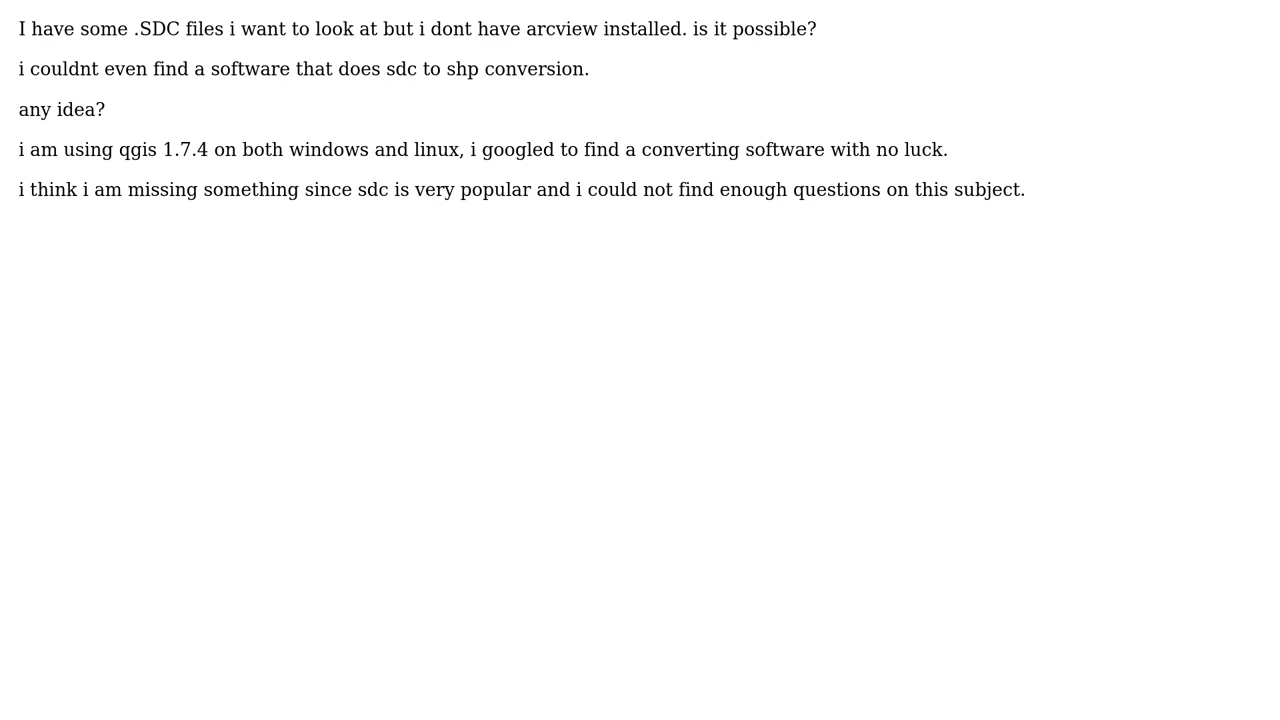 I have some .SDC files i want to look at but i dont have arcview installed. is it possible?
i couldnt even find a software that does sdc to shp conversion.
any idea?
i am using qgis 1.7.4 on both windows and linux, i googled to find a converting software with no luck.
i think i am missing something since sdc is very popular and i could not find enough questions on this subject.